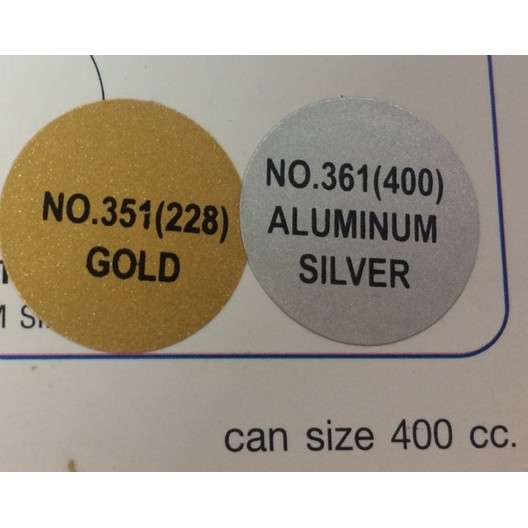 NO.351(228)
GOLD
NO.361(400)
ALUMINUM
SILVER
can size 400 cc.